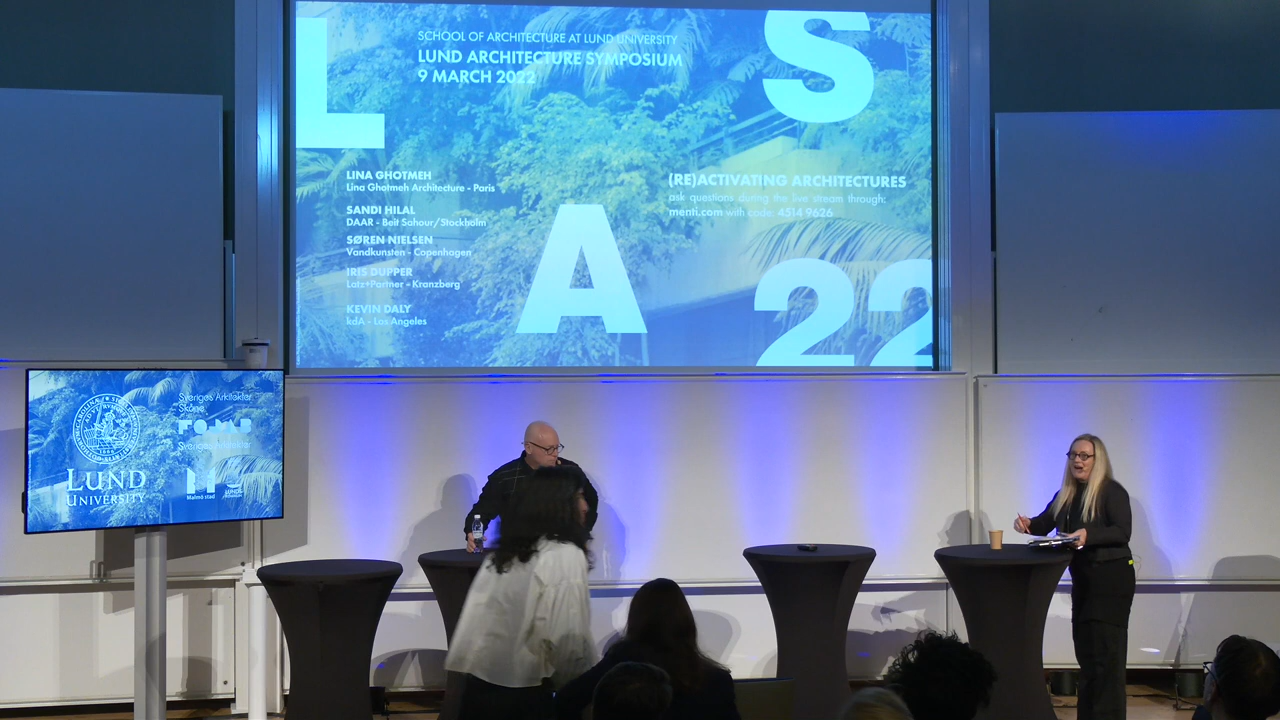 SCHOOL OF ARCHITECTURE AT LUND UNIVERSITY
LUND ARCHITECTURE SYMPOSIUM
9 MARCH 2022
L
S
A
22
LINA GHOTMEH
Lina Ghotmeh Architecture - Paris
SANDI HILAL
DAAR - Beit Sahour/Stockholm
SØREN NIELSEN
Vandkunsten - Copenhagen
IRIS DUPPER
Latz+Partner - Kranzberg
KEVIN DALY
kdA - Los Angeles
(RE)ACTIVATING ARCHITECTURES
ask questions during the live stream through:
menti.com with code: 4514 9626
Sveriges Arkitekter
Skåne
Sveriges Arkitekter
LUND
UNIVERSITY
Malmö stad